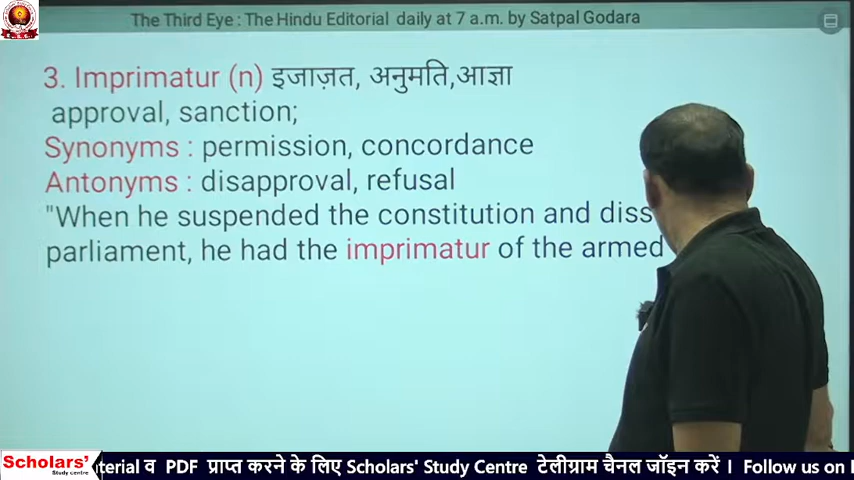 The Third Eye : The Hindu Editorial daily at 7 a.m. by Satpal Godara
3. Imprimatur (n) इजाज़त, अनुमति,आज्ञा
approval, sanction;
Synonyms : permission, concordance
Antonyms : disapproval, refusal
"When he suspended the constitution and diss
parliament, he had the imprimatur of the armed
Scholars'
Study centre
terial व PDF प्राप्त करने के लिए Scholars' Study Centre टेलीग्राम चैनल जॉइन करें । Follow us on